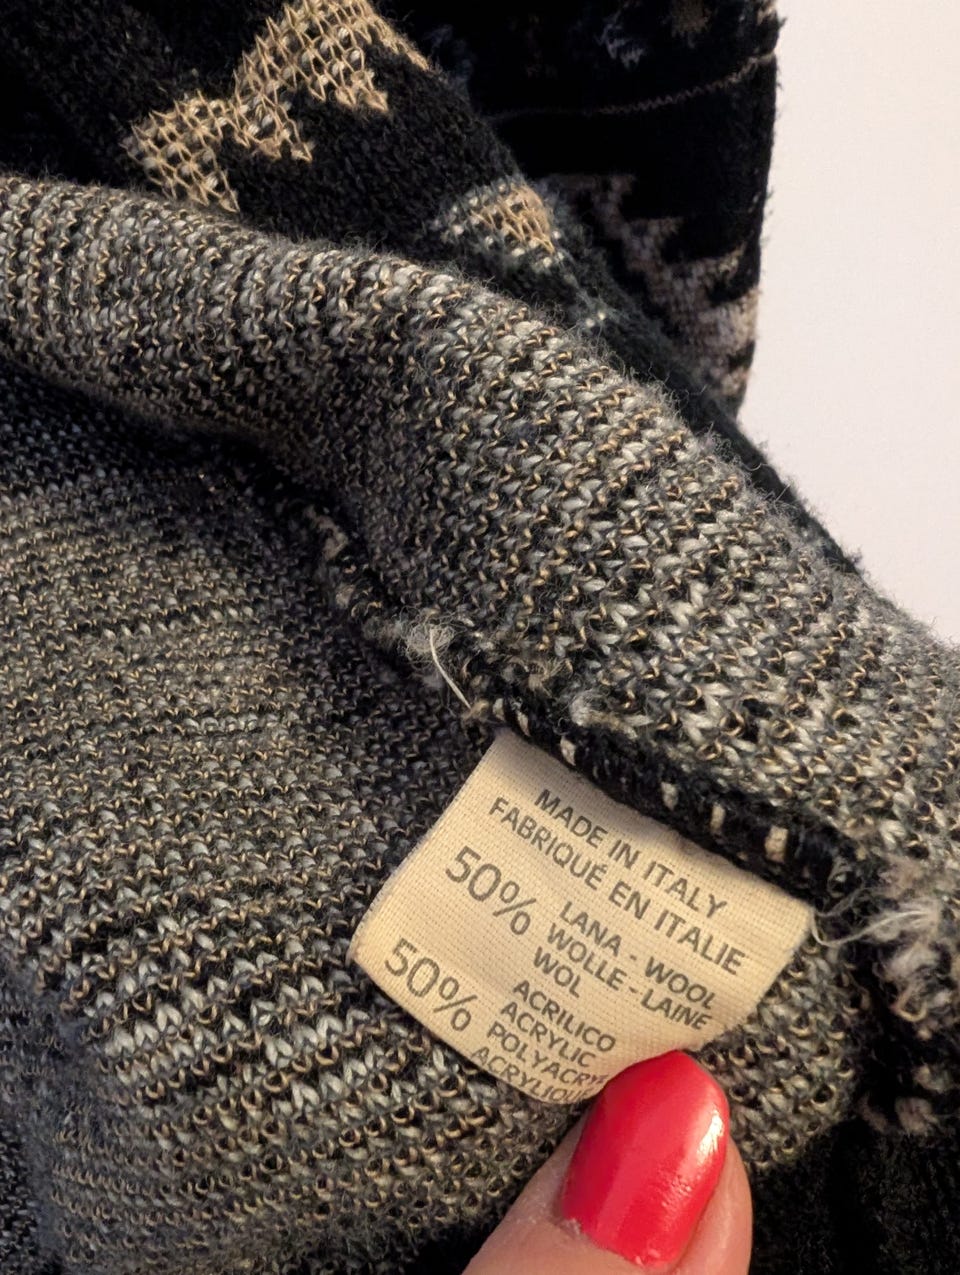 MADE IN ITALY
FABRIQUÉ EN ITALIE
50% LANA - WOOL
WOLLE - LAINE
WOL
50% ACRILICO
ACRYLIC